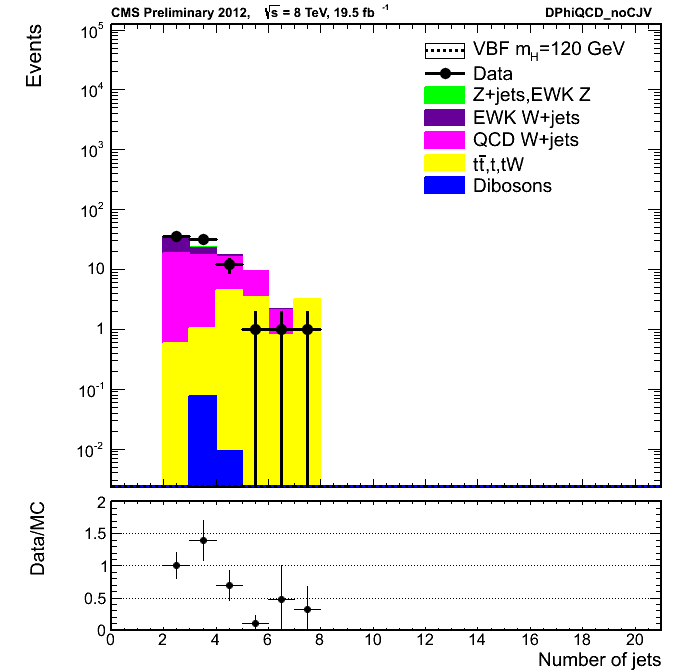 CMS Preliminary 2012, √s = 8 TeV, 19.5 fb⁻¹ DPhiQCD_noCJV
Events
10⁵
10⁴
10³
10²
10
1
10⁻¹
10⁻²
VBF m_H=120 GeV
Data
Z+jets,EWK Z
EWK W+jets
QCD W+jets
tt̄,t,tW
Dibosons
Data/MC
2
1.5
1
0.5
0
0 2 4 6 8 10 12 14 16 18 20
Number of jets